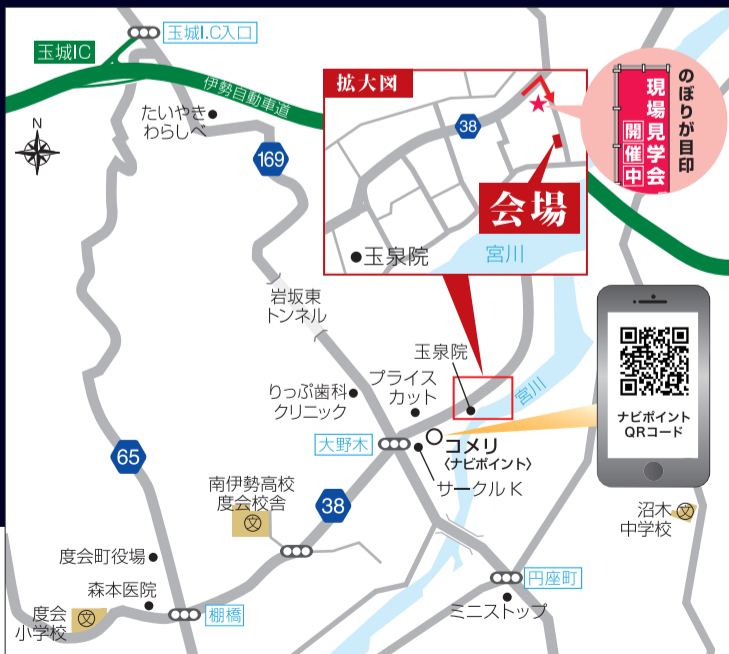 玉城I.C入口
玉城IC
伊勢自動車道
たいやき
わらしべ
169
拡大図
38
会場
玉泉院
宮川
のぼりが目印
現場見学会
開催中
岩坂東
トンネル
玉泉院
宮川
プライス
カット
りっぷ歯科
クリニック
大野木
コメリ
〈ナビポイント〉
サークルK
ナビポイント
QRコード
65
南伊勢高校
度会校舎
文
38
沼木
中学校
文
度会町役場
森本医院
度会
小学校
文
棚橋
円座町
ミニストップ